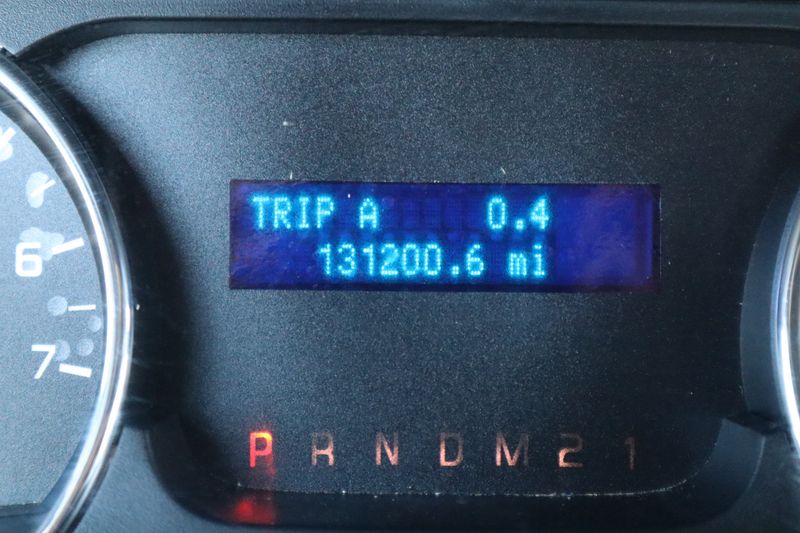 TRIP A 0.4
131200.6 mi
6
7
P R N D M 2 1